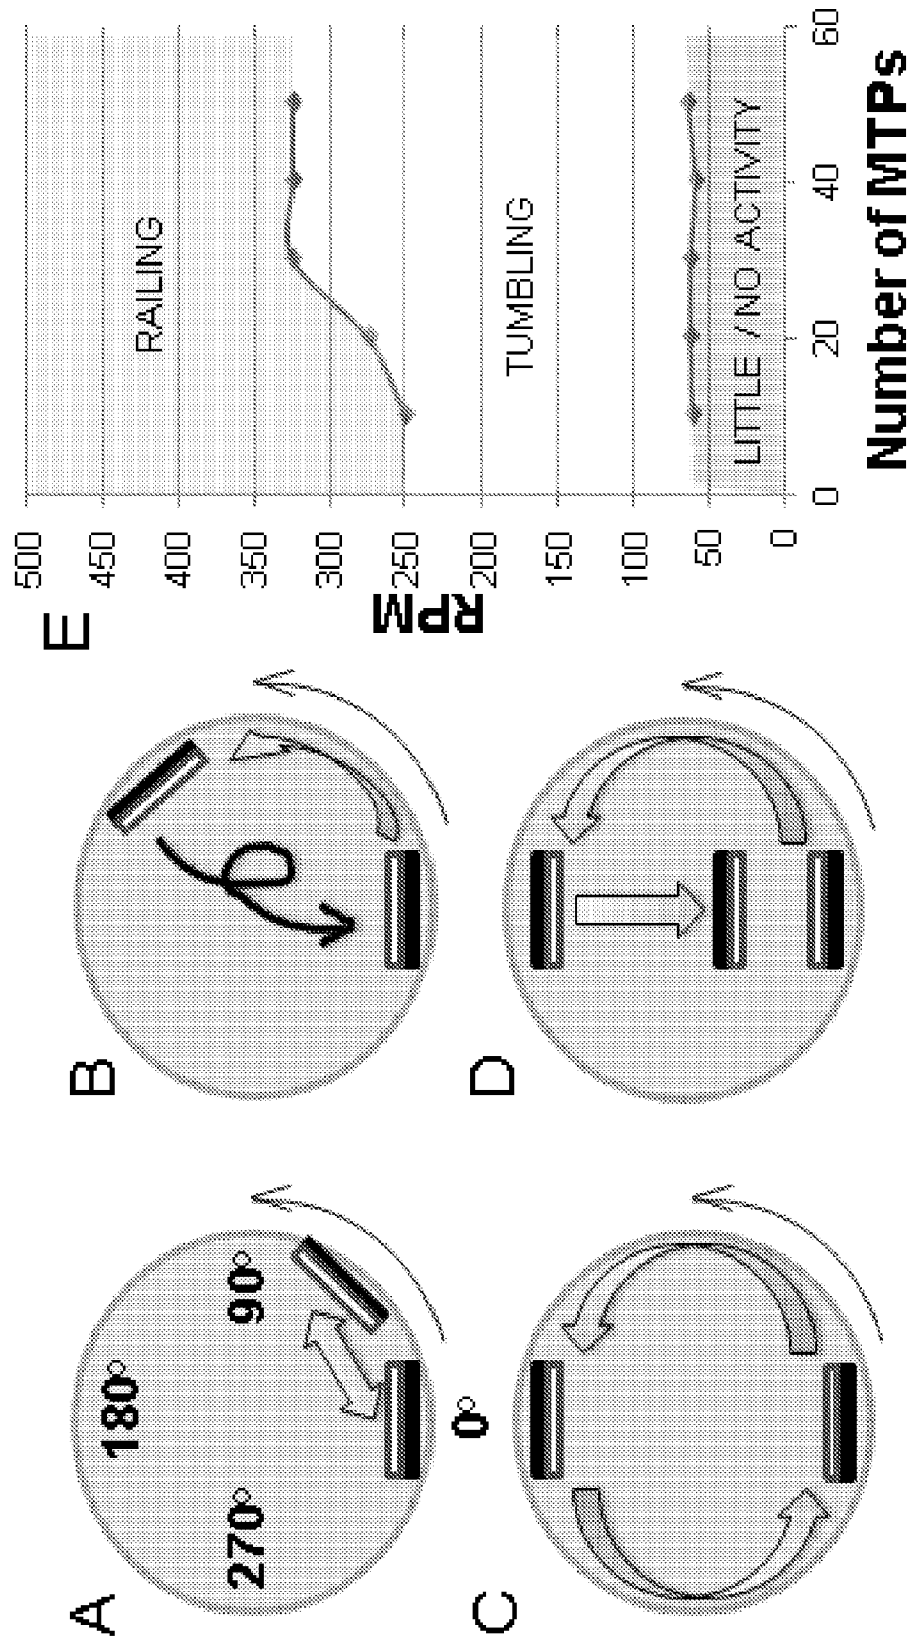 A
180°
90°
270°
0°
B
C
D
E
500
450
400
350
300
250
200
150
100
50
0
RPM
RAILING
TUMBLING
LITTLE / NO ACTIVITY
0
20
40
60
Number of MTPs